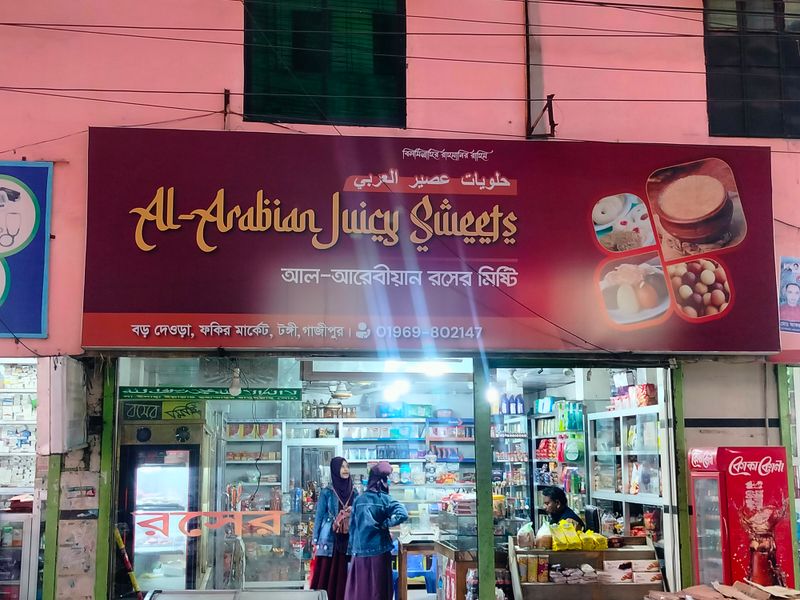 বিসমিল্লাহির রাহমানির রাহিম
حلويات عصير العربي
Al-Arabian Juicy Sweets
আল-আরেবীয়ান রসের মিষ্টি
বড় দেওড়া, ফকির মার্কেট, টঙ্গী,গাজীপুর। 01969-802147
রসের
রসের
কোকা-কোলা